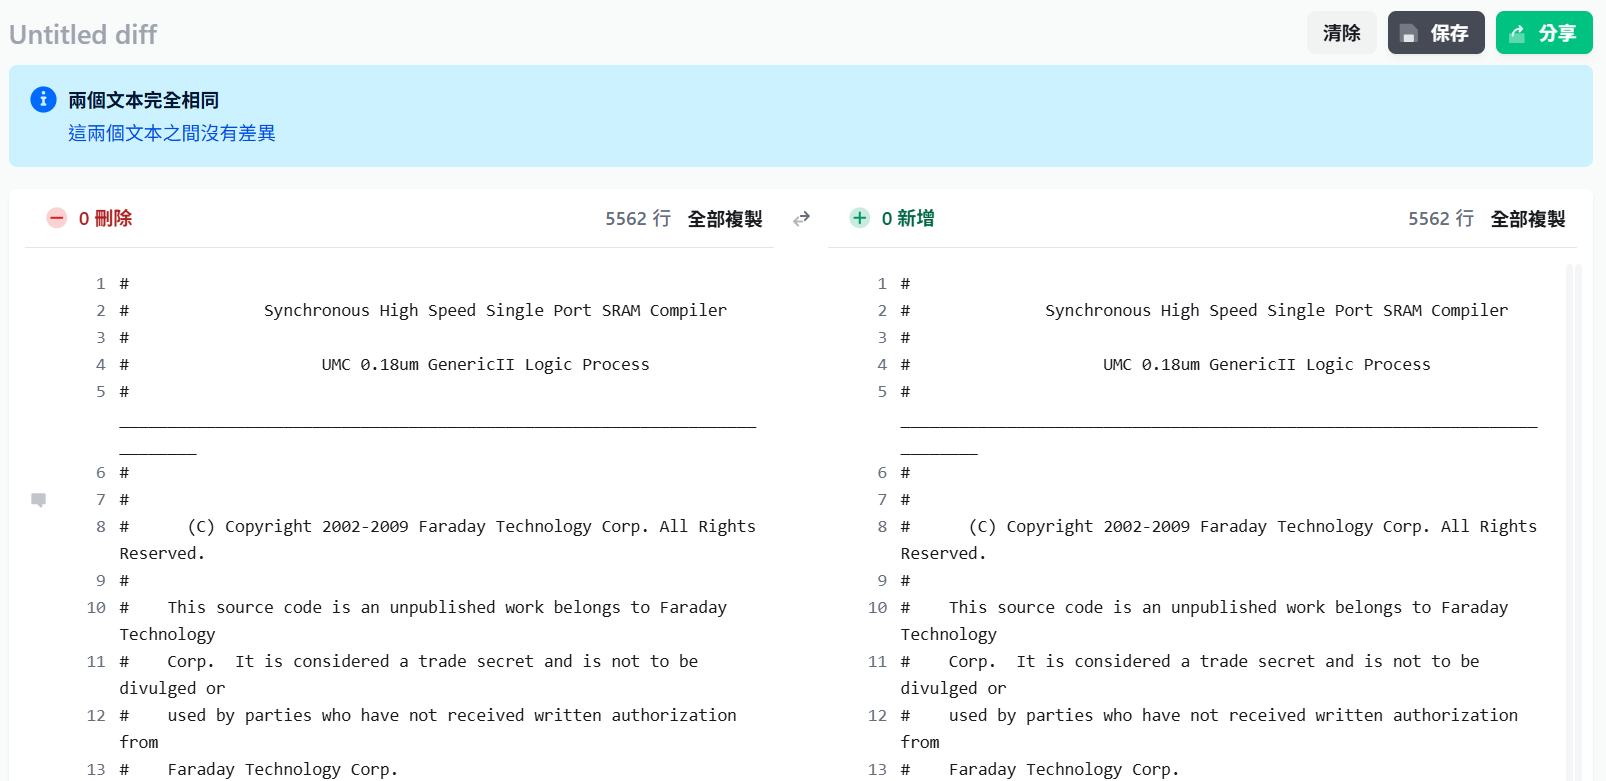 Untitled diff
清除
保存
分享
兩個文本完全相同
這兩個文本之間沒有差異
0 刪除
5562 行
全部複製
0 新增
5562 行
全部複製
1 #
2 #              Synchronous High Speed Single Port SRAM Compiler
3 #
4 #                    UMC 0.18um GenericII Logic Process
5 #
__________________________________________________________________
________
6 #
7 #
8 #      (C) Copyright 2002-2009 Faraday Technology Corp. All Rights
Reserved.
9 #
10 #    This source code is an unpublished work belongs to Faraday
Technology
11 #    Corp.  It is considered a trade secret and is not to be
divulged or
12 #    used by parties who have not received written authorization
from
13 #    Faraday Technology Corp.
1 #
2 #              Synchronous High Speed Single Port SRAM Compiler
3 #
4 #                    UMC 0.18um GenericII Logic Process
5 #
__________________________________________________________________
________
6 #
7 #
8 #      (C) Copyright 2002-2009 Faraday Technology Corp. All Rights
Reserved.
9 #
10 #    This source code is an unpublished work belongs to Faraday
Technology
11 #    Corp.  It is considered a trade secret and is not to be
divulged or
12 #    used by parties who have not received written authorization
from
13 #    Faraday Technology Corp.